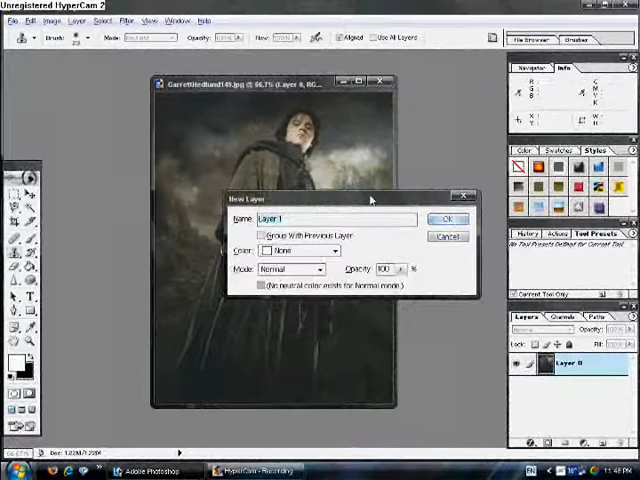 Unregistered HyperCam 2
File Edit Image Layer Select Filter View Window Help
Brush: Mode: Opacity: Flow: Aligned Use All Layers
File Browser Brushes
GarrettHedlund149.jpg @ 66.7% (Layer 0, RG...
Navigator Info
R : C :
G : M :
B : Y :
K :
X : W :
Y : H :
Color Swatches Styles
New Layer
Name: Layer 1 OK
Group With Previous Layer
Color: None Cancel
Mode: Normal Opacity: 100 %
(No neutral color exists for Normal mode.)
History Actions Tool Presets
No Tool Presets Defined for Current Tool.
Current Tool Only
Layers Channels Paths
Normal Opacity:
Lock: Fill:
Layer 0
66.67% Doc: 1.22M/1.22M
Adobe Photoshop
HyperCam - Recording
EN
11:48 PM